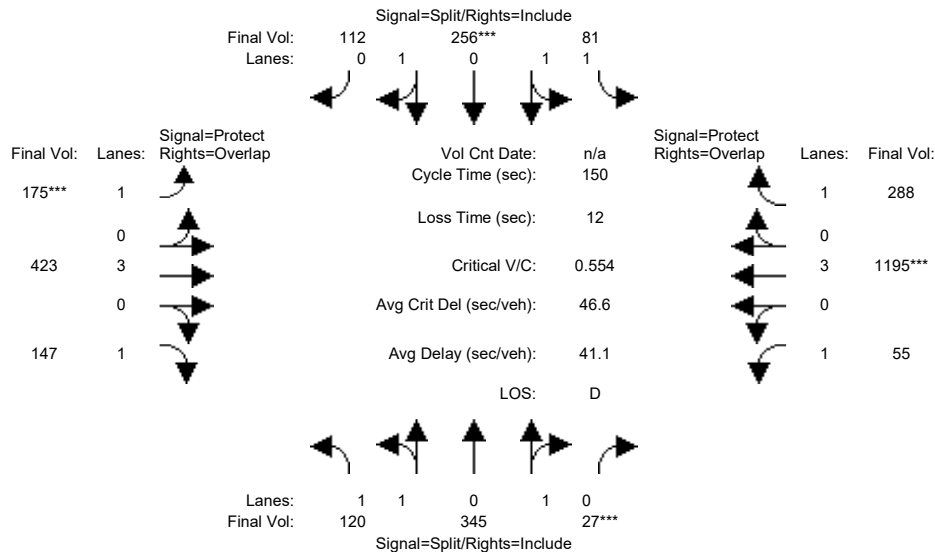 Signal=Split/Rights=Include
Final Vol: 112 256*** 81
Lanes: 0 1 0 1 1
Signal=Protect
Final Vol: Lanes: Rights=Overlap
Vol Cnt Date: n/a
Signal=Protect
Rights=Overlap Lanes: Final Vol:
Cycle Time (sec): 150
175*** 1
1 288
Loss Time (sec): 12
0
0
423 3
Critical V/C: 0.554
3 1195***
0
Avg Crit Del (sec/veh): 46.6
0
147 1
Avg Delay (sec/veh): 41.1
1 55
LOS: D
Lanes: 1 1 0 1 0
Final Vol: 120 345 27***
Signal=Split/Rights=Include